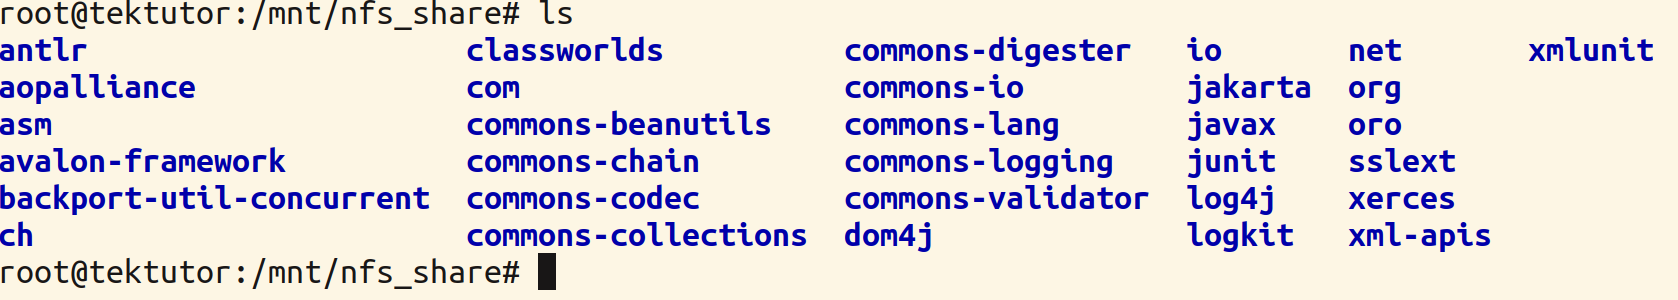 root@tektutor:/mnt/nfs_share# ls
antlr classworlds commons-digester io net xmlunit
aopalliance com commons-io jakarta org
asm commons-beanutils commons-lang javax oro
avalon-framework commons-chain commons-logging junit sslext
backport-util-concurrent commons-codec commons-validator log4j xerces
ch commons-collections dom4j logkit xml-apis
root@tektutor:/mnt/nfs_share#